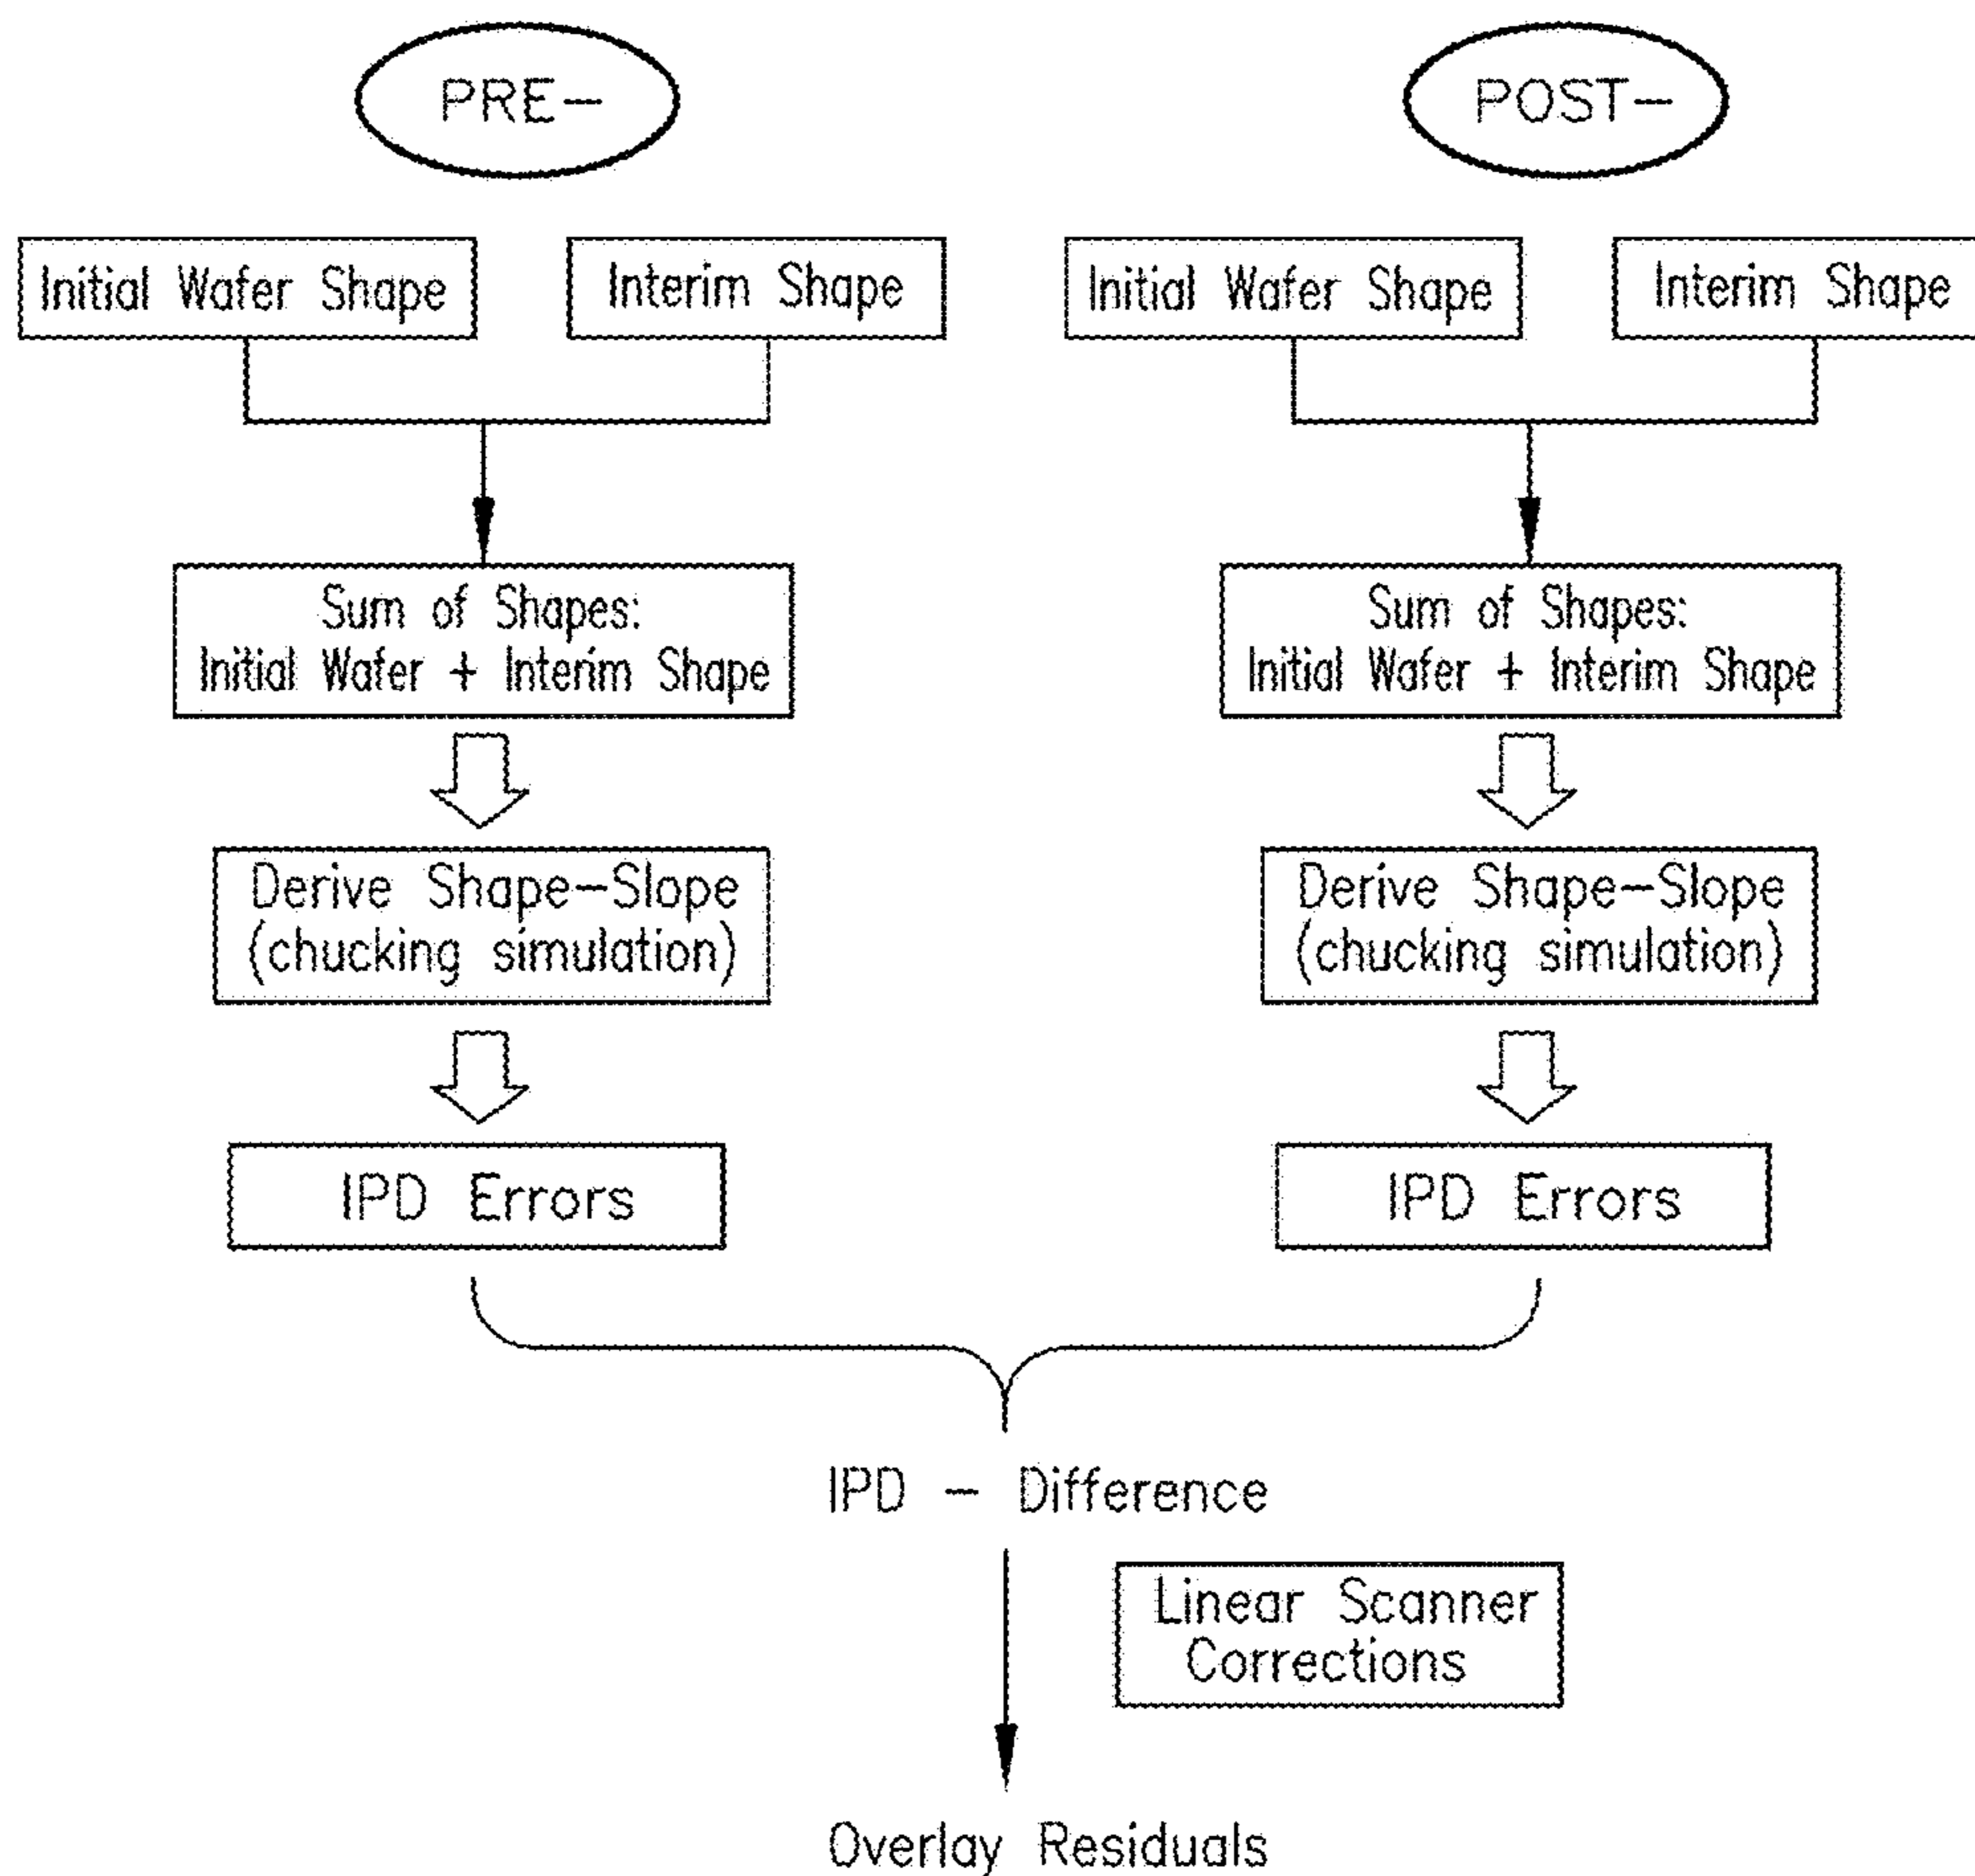 PRE-
POST-
Initial Wafer Shape
Interim Shape
Initial Wafer Shape
Interim Shape
Sum of Shapes:
Initial Wafer + Interim Shape
Sum of Shapes:
Initial Wafer + Interim Shape
Derive Shape-Slope
(chucking simulation)
Derive Shape-Slope
(chucking simulation)
IPD Errors
IPD Errors
IPD - Difference
Linear Scanner
Corrections
Overlay Residuals